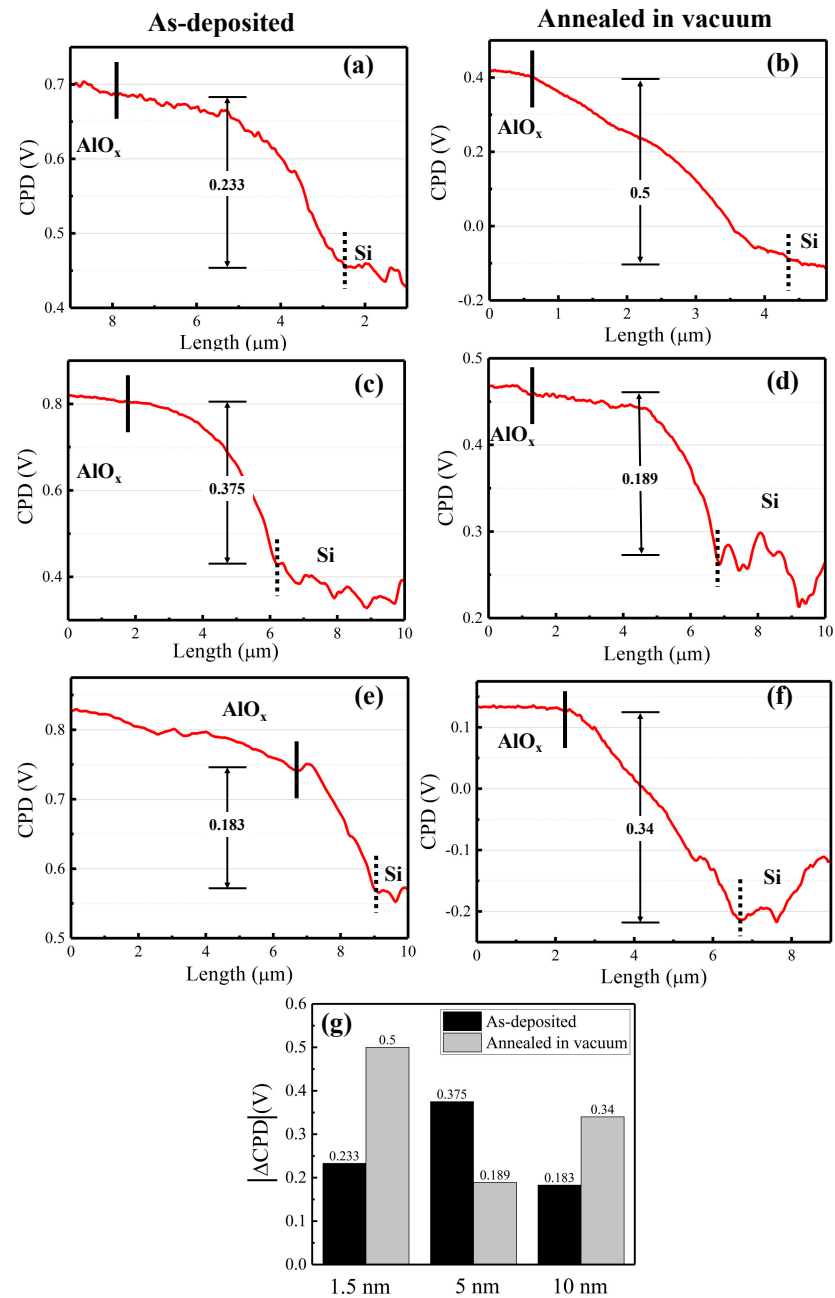 As-deposited
Annealed in vacuum
(a)
CPD (V)
0.7
0.6
0.5
0.4
AlOₓ
0.233
Si
8 6 4 2
Length (μm)
(b)
CPD (V)
0.4
0.2
0.0
-0.2
AlOₓ
0.5
Si
0 1 2 3 4
Length (μm)
(c)
CPD (V)
0.8
0.6
0.4
AlOₓ
0.375
Si
0 2 4 6 8 10
Length (μm)
(d)
CPD (V)
0.5
0.4
0.3
0.2
AlOₓ
0.189
Si
0 2 4 6 8 10
Length (μm)
(e)
CPD (V)
0.8
0.7
0.6
0.5
AlOₓ
0.183
Si
0 2 4 6 8 10
Length (μm)
(f)
CPD (V)
0.1
0.0
-0.1
-0.2
AlOₓ
0.34
Si
0 2 4 6 8
Length (μm)
(g)
As-deposited
Annealed in vacuum
|ΔCPD|(V)
0.6
0.5
0.4
0.3
0.2
0.1
0.0
0.233
0.5
0.375
0.189
0.183
0.34
1.5 nm 5 nm 10 nm